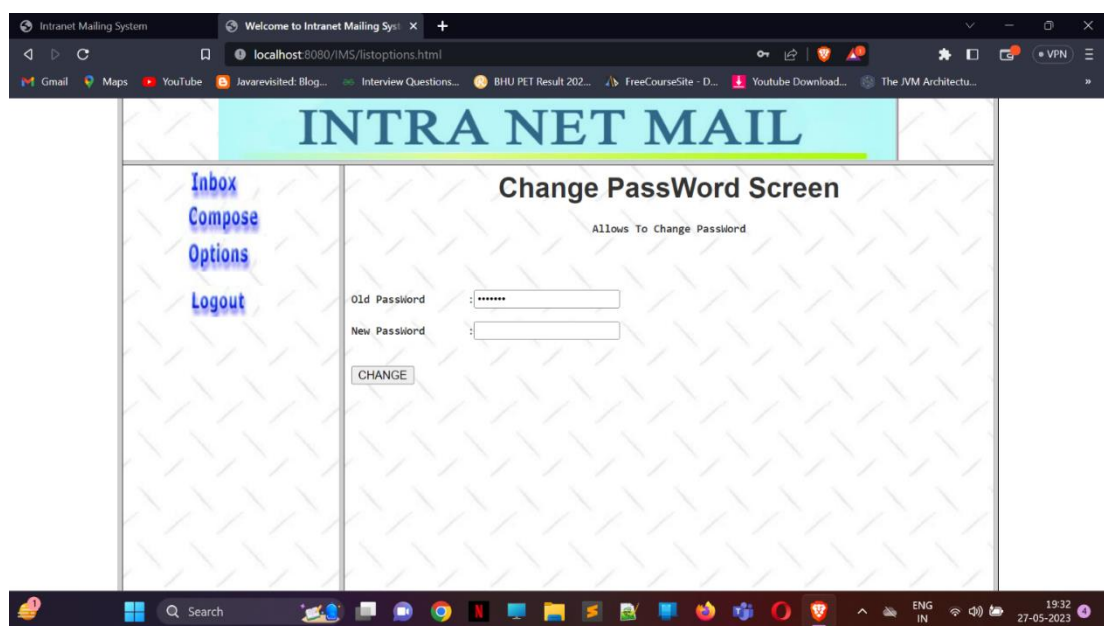 Intranet Mailing System
Welcome to Intranet Mailing Syst
localhost:8080/IMS/listoptions.html
VPN
Gmail
Maps
YouTube
Javarevisited: Blog...
Interview Questions...
BHU PET Result 202...
FreeCourseSite - D...
Youtube Download...
The JVM Architectu...
»
INTRA NET MAIL
Inbox
Compose
Options
Logout
Change PassWord Screen
Allows To Change PassWord
Old PassWord :•••••••
New PassWord :
CHANGE
1
Search
ENG
IN
19:32
27-05-2023
4